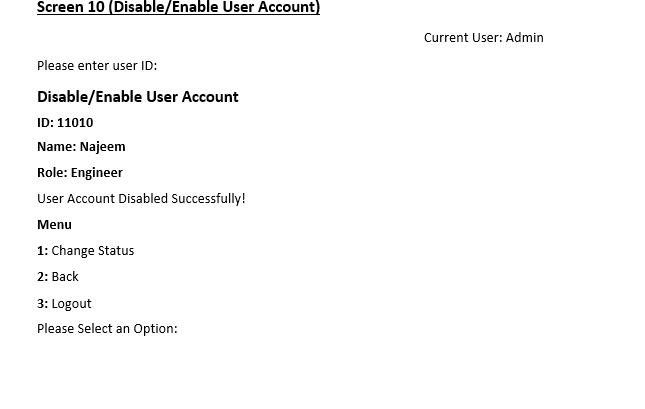 Screen 10 (Disable/Enable User Account)
Current User: Admin
Please enter user ID:
Disable/Enable User Account
ID: 11010
Name: Najeem
Role: Engineer
User Account Disabled Successfully!
Menu
1: Change Status
2: Back
3: Logout
Please Select an Option: